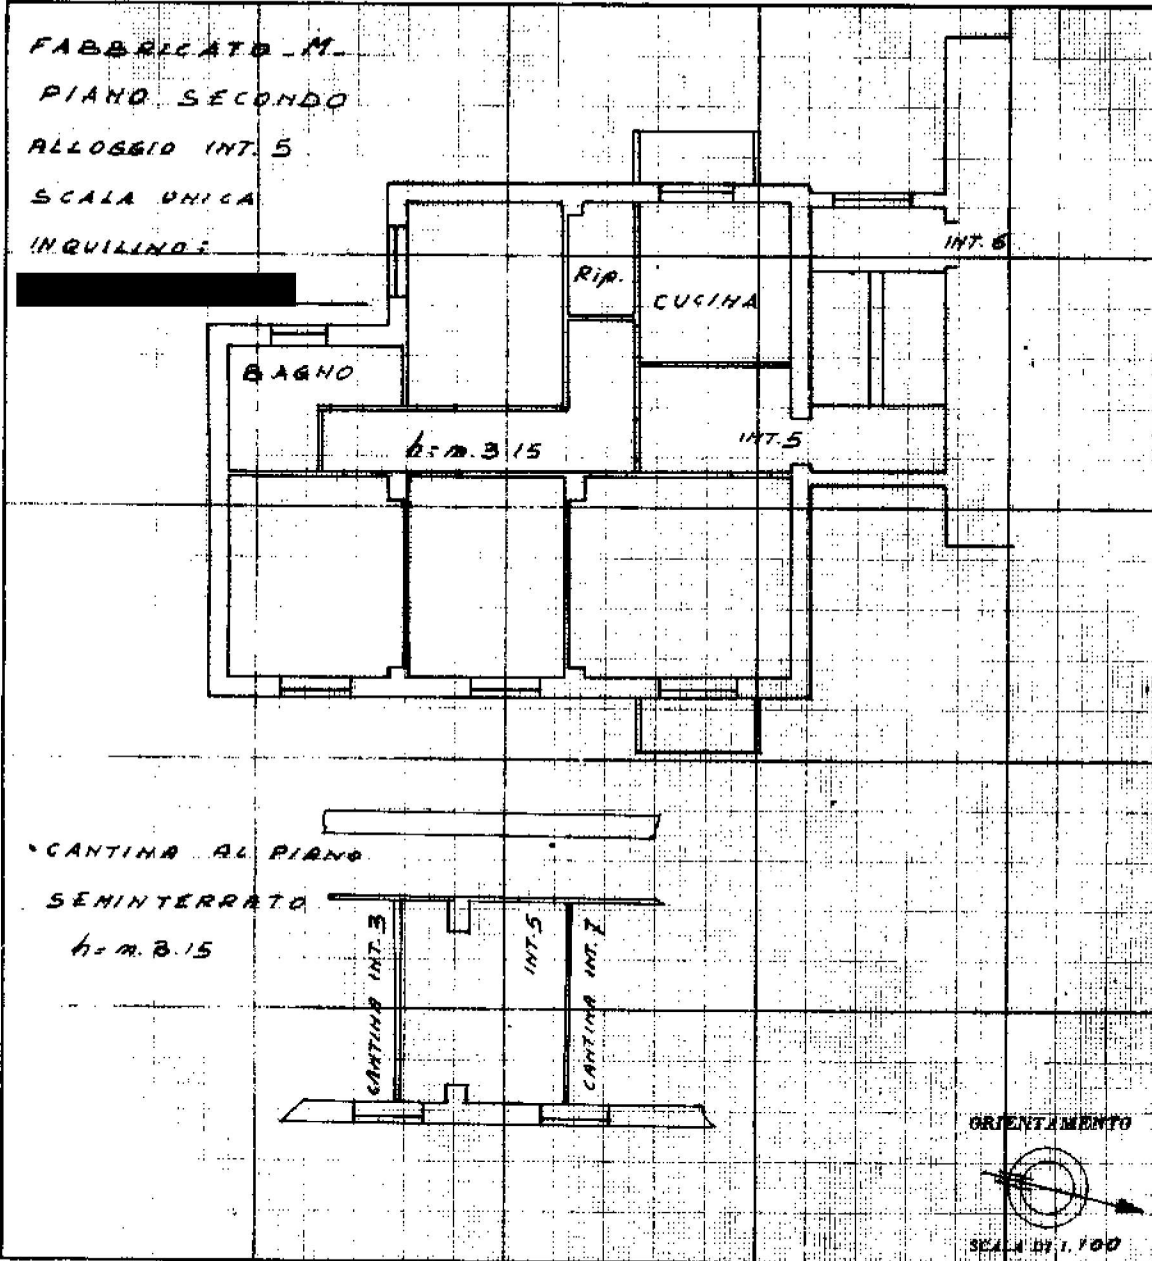 FABBRICATO - M -
PIANO SECONDO
ALLOGGIO INT. 5
SCALA UNICA
INQUILINO:
INT. 6
Rip.
CUCINA
BAGNO
INT. 5
h = m. 3.15
CANTINA AL PIANO
SEMINTERRATO
h = m. 3.15
CANTINA INT. 3
INT. 5
CANTINA INT. 7
ORIENTAMENTO
SCALA DI 1:100